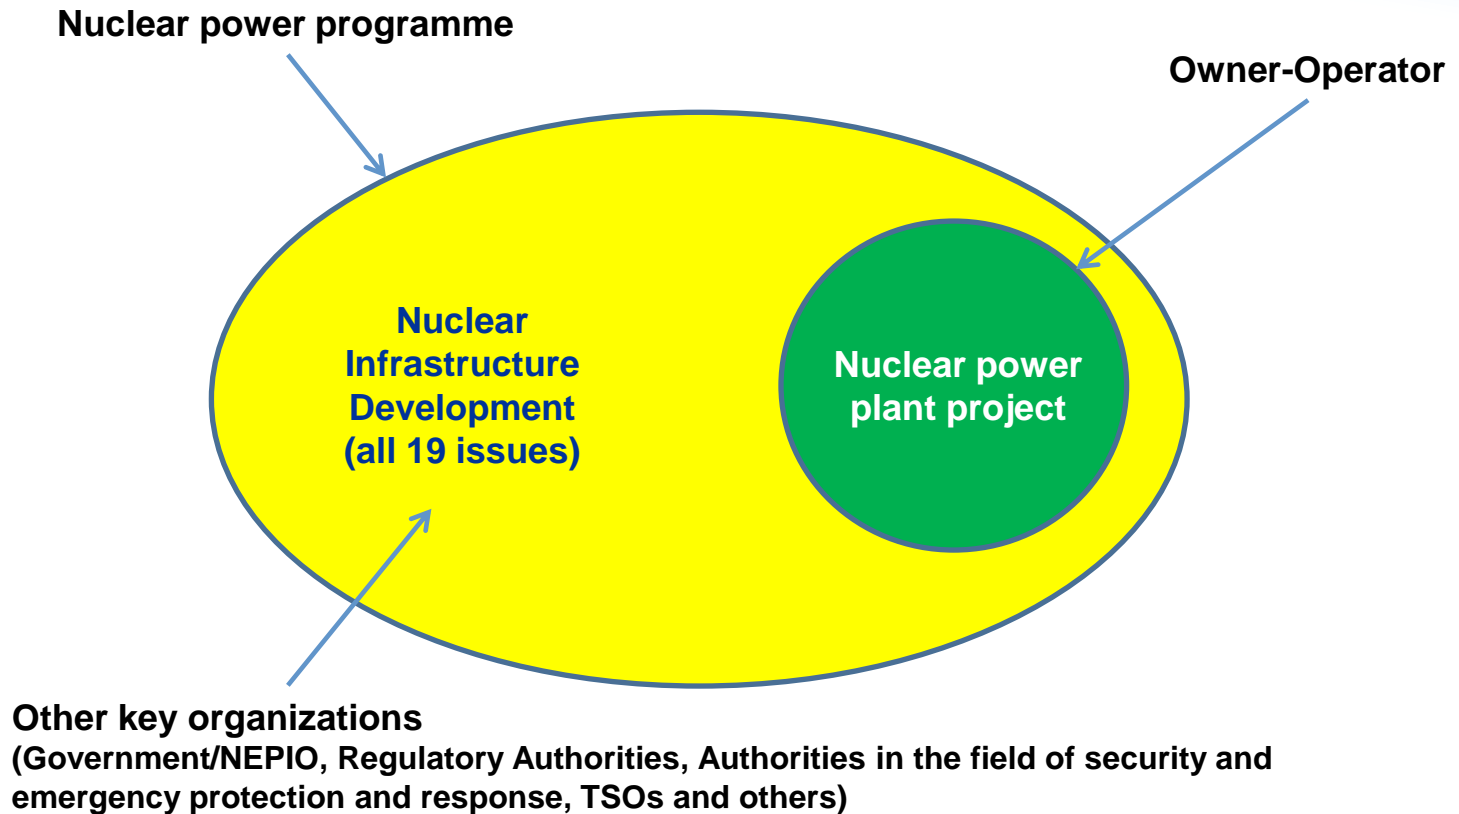 Nuclear power programme
Owner-Operator
Nuclear
Infrastructure
Development
(all 19 issues)
Nuclear power
plant project
Other key organizations
(Government/NEPIO, Regulatory Authorities, Authorities in the field of security and
emergency protection and response, TSOs and others)